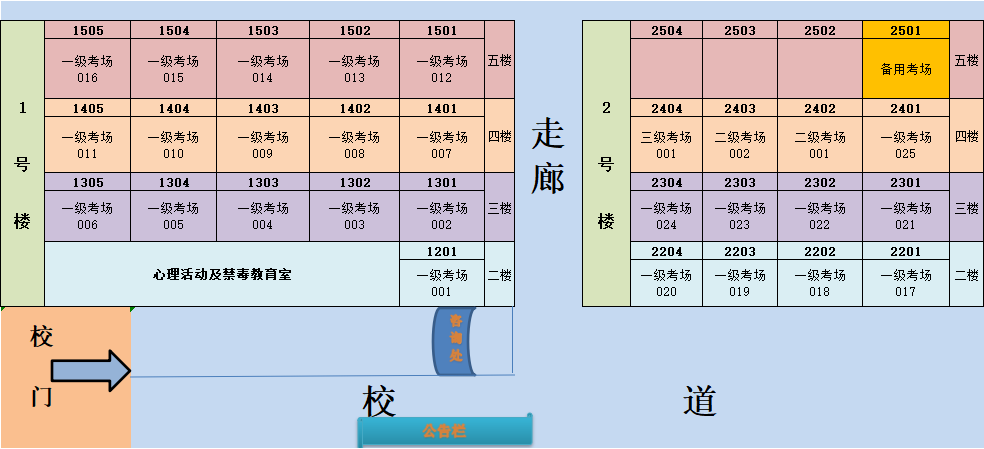 1505 1504 1503 1502 1501
一级考场 一级考场 一级考场 一级考场 一级考场 五楼
016 015 014 013 012
1405 1404 1403 1402 1401
一级考场 一级考场 一级考场 一级考场 一级考场 四楼
011 010 009 008 007
1305 1304 1303 1302 1301
一级考场 一级考场 一级考场 一级考场 一级考场 三楼
006 005 004 003 002
1201
心理活动及禁毒教育室 一级考场 二楼
001
1
号
楼
走
廊
2504 2503 2502 2501
备用考场 五楼
2404 2403 2402 2401
三级考场 二级考场 二级考场 一级考场 四楼
001 002 001 025
2304 2303 2302 2301
一级考场 一级考场 一级考场 一级考场 三楼
024 023 022 021
2204 2203 2202 2201
一级考场 一级考场 一级考场 一级考场 二楼
020 019 018 017
2
号
楼
校
门
咨
询
处
校 道
公告栏